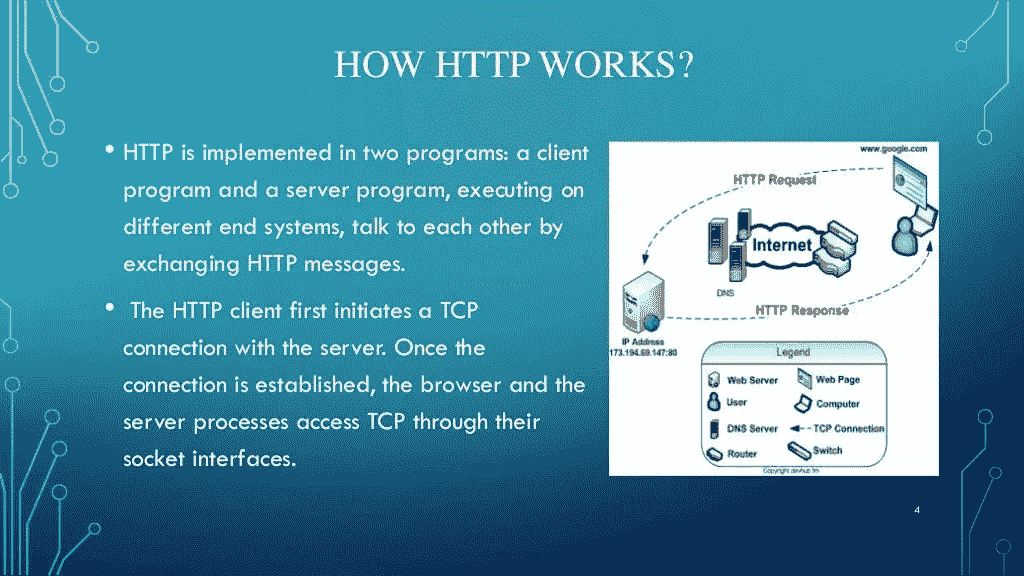 HOW HTTP WORKS?
• HTTP is implemented in two programs: a client
program and a server program, executing on
different end systems, talk to each other by
exchanging HTTP messages.
• The HTTP client first initiates a TCP
connection with the server. Once the
connection is established, the browser and the
server processes access TCP through their
socket interfaces.
www.google.com
HTTP Request
Internet
DNS
HTTP Response
IP Address
173.194.69.147:80
Legend
Web Server
Web Page
User
Computer
DNS Server
TCP Connection
Router
Switch
Copyright
4